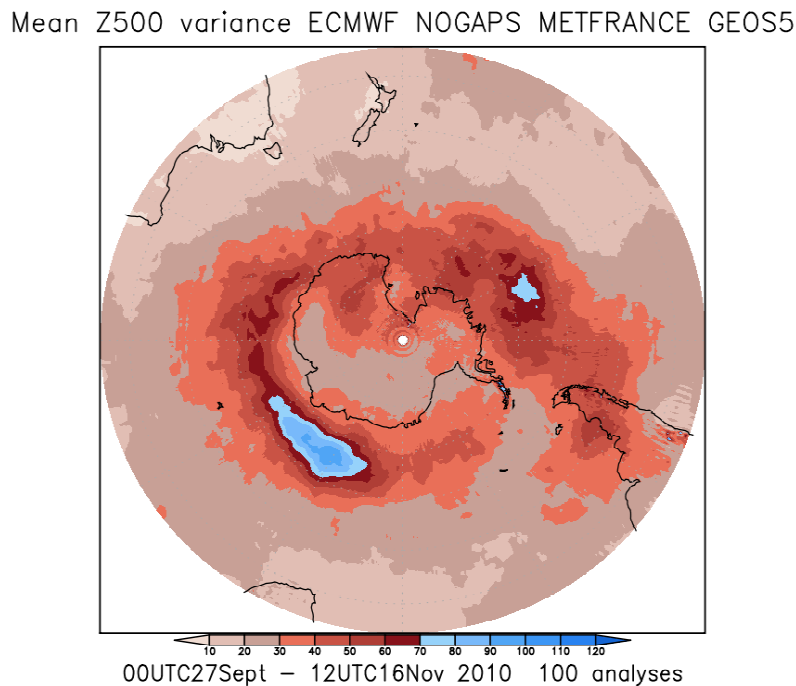 Mean Z500 variance ECMWF NOGAPS METFRANCE GEOS5
10 20 30 40 50 60 70 80 90 100 110 120
00UTC27Sept – 12UTC16Nov 2010 100 analyses